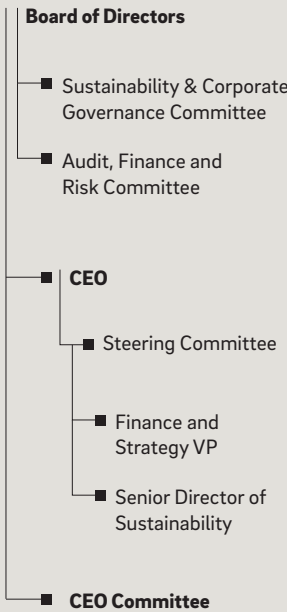 Board of Directors
Sustainability & Corporate
Governance Committee
Audit, Finance and
Risk Committee
CEO
Steering Committee
Finance and
Strategy VP
Senior Director of
Sustainability
CEO Committee